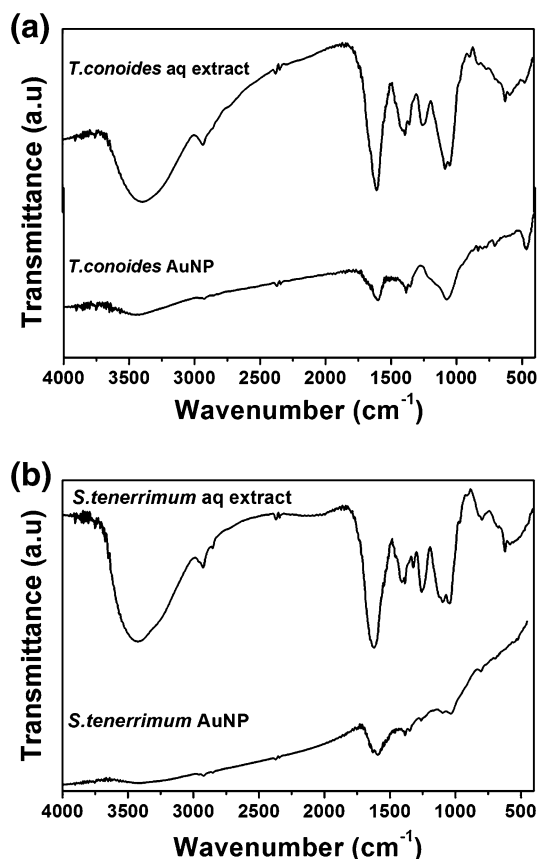 (a)
T.conoides aq extract
T.conoides AuNP
Transmittance (a.u)
4000 3500 3000 2500 2000 1500 1000 500
Wavenumber (cm⁻¹)
(b)
S.tenerrimum aq extract
S.tenerrimum AuNP
Transmittance (a.u)
4000 3500 3000 2500 2000 1500 1000 500
Wavenumber (cm⁻¹)